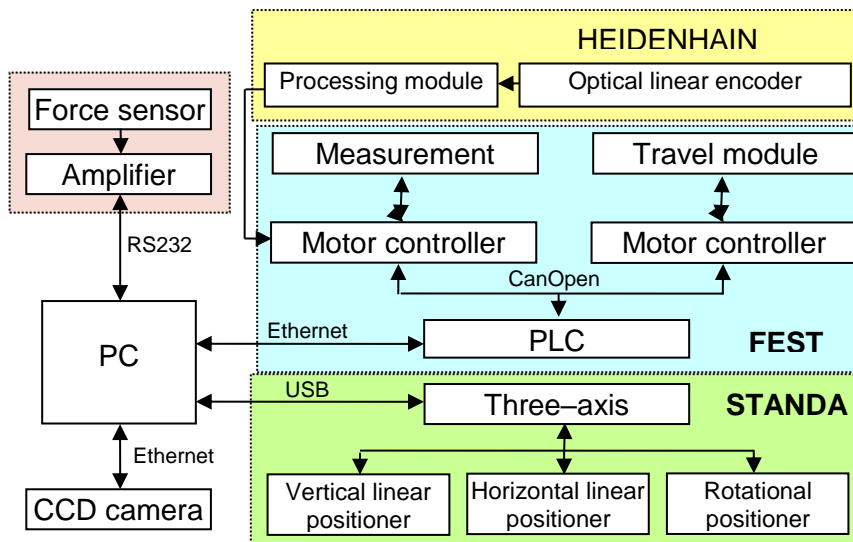 HEIDENHAIN
Processing module
Optical linear encoder
Force sensor
Amplifier
RS232
Measurement
Travel module
Motor controller
Motor controller
CanOpen
PLC
FEST
Ethernet
PC
USB
Three–axis
STANDA
Ethernet
CCD camera
Vertical linear
positioner
Horizontal linear
positioner
Rotational
positioner